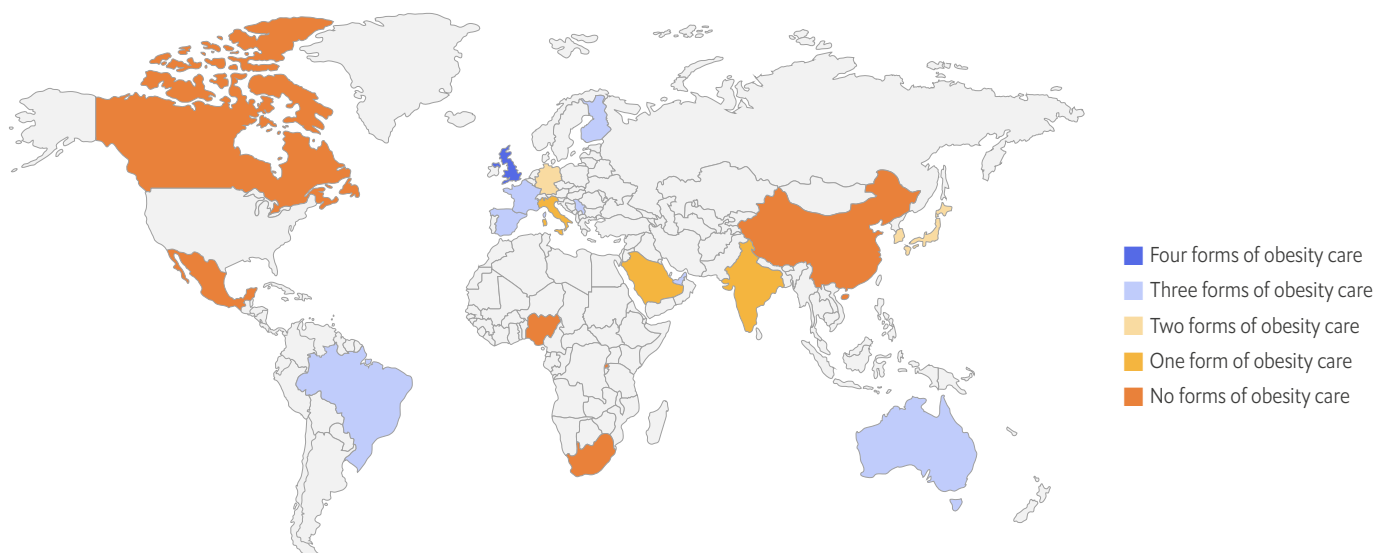 Four forms of obesity care
Three forms of obesity care
Two forms of obesity care
One form of obesity care
No forms of obesity care